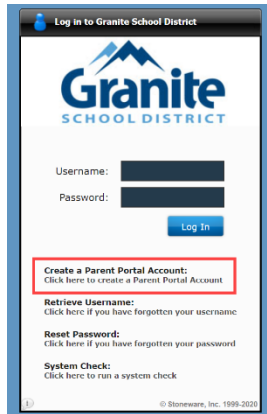 Log in to Granite School District
Granite
SCHOOL DISTRICT
Username:
Password:
Log In
Create a Parent Portal Account:
Click here to create a Parent Portal Account
Retrieve Username:
Click here if you have forgotten your username
Reset Password:
Click here if you have forgotten your password
System Check:
Click here to run a system check
© Stoneware, Inc. 1999-2020